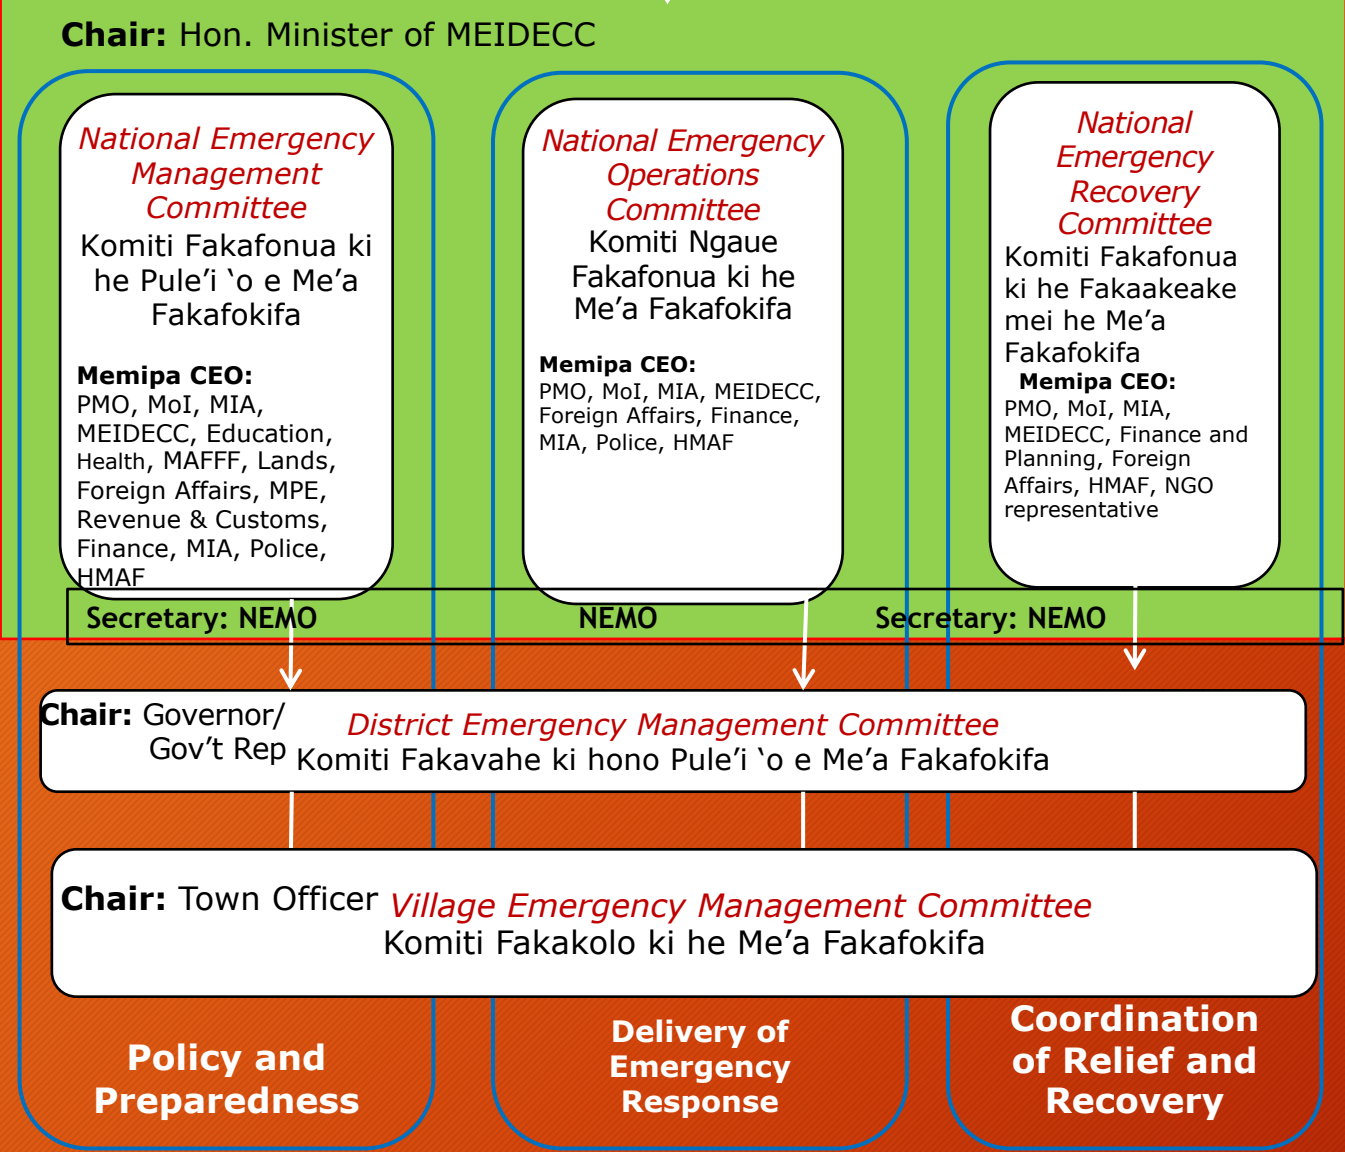 Chair: Hon. Minister of MEIDECC
National Emergency
Management
Committee
Komiti Fakafonua ki
he Pule’i ‘o e Me’a
Fakafokifa
Memipa CEO:
PMO, MoI, MIA,
MEIDECC, Education,
Health, MAFFF, Lands,
Foreign Affairs, MPE,
Revenue & Customs,
Finance, MIA, Police,
HMAF
National Emergency
Operations
Committee
Komiti Ngaue
Fakafonua ki he
Me’a Fakafokifa
Memipa CEO:
PMO, MoI, MIA, MEIDECC,
Foreign Affairs, Finance,
MIA, Police, HMAF
National
Emergency
Recovery
Committee
Komiti Fakafonua
ki he Fakaakeake
mei he Me’a
Fakafokifa
Memipa CEO:
PMO, MoI, MIA,
MEIDECC, Finance and
Planning, Foreign
Affairs, HMAF, NGO
representative
Secretary: NEMO
NEMO
Secretary: NEMO
Chair: Governor/
Gov’t Rep
District Emergency Management Committee
Komiti Fakavahe ki hono Pule’i ‘o e Me’a Fakafokifa
Chair: Town Officer
Village Emergency Management Committee
Komiti Fakakolo ki he Me’a Fakafokifa
Policy and
Preparedness
Delivery of
Emergency
Response
Coordination
of Relief and
Recovery